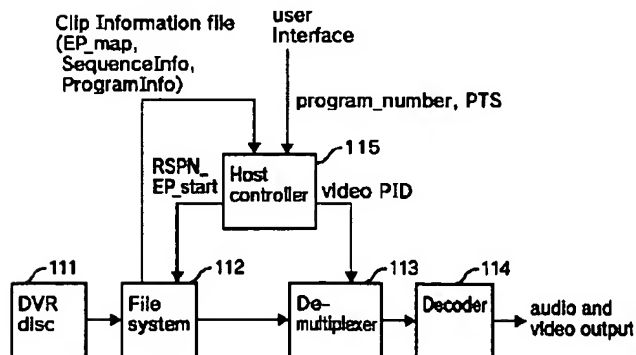 Clip Information file
(EP_map,
SequenceInfo,
ProgramInfo)
user
Interface
program_number, PTS
115
RSPN_
EP_start
Host
controller
video PID
111
DVR
disc
112
File
system
113
De-
multiplexer
114
Decoder
audio and
video output